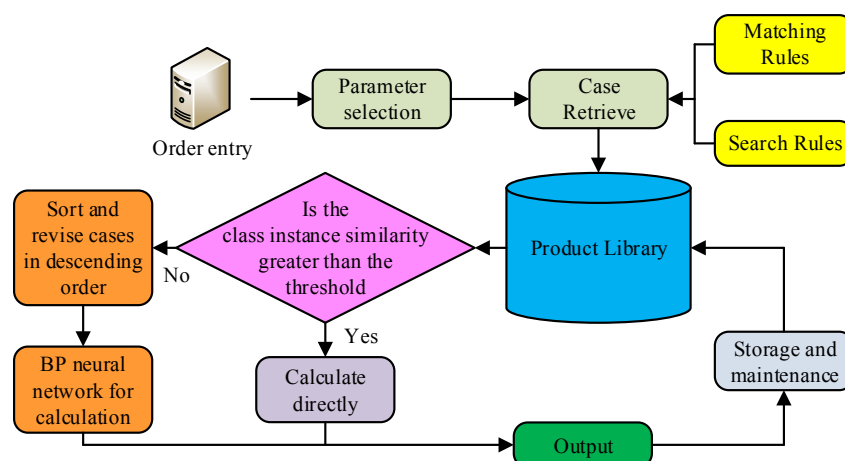 Order entry
Parameter
selection
Case
Retrieve
Matching
Rules
Search Rules
Sort and
revise cases
in descending
order
No
Is the
class instance similarity
greater than the
threshold
Product Library
Yes
BP neural
network for
calculation
Calculate
directly
Storage and
maintenance
Output